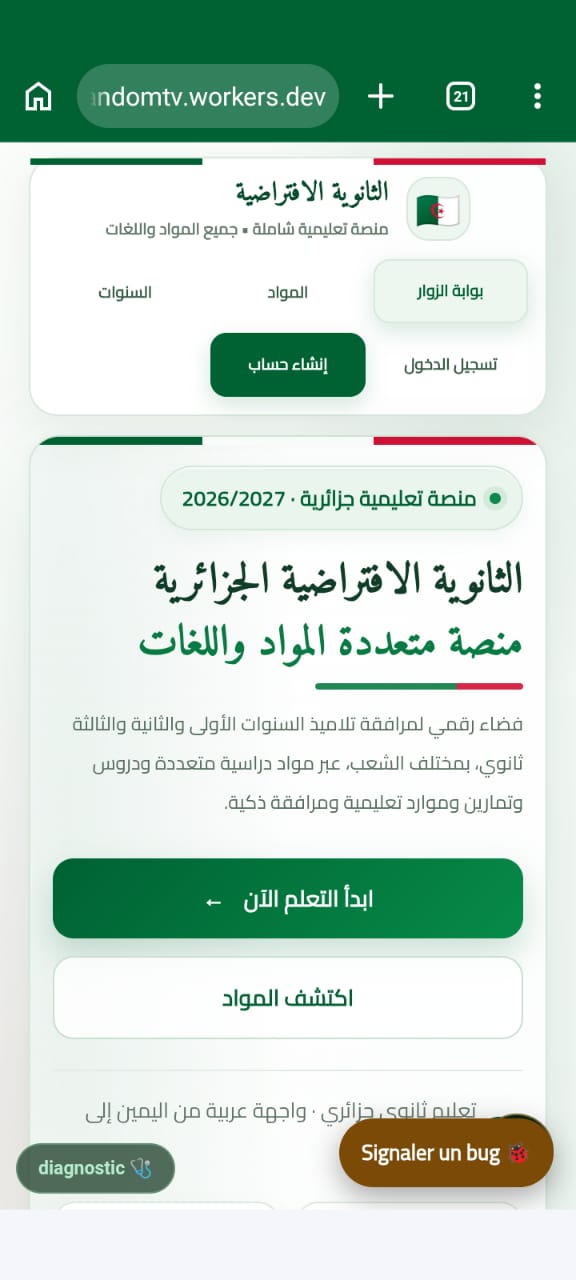 andomtv.workers.dev
21
الثانوية الافتراضية
منصة تعليمية شاملة • جميع المواد واللغات
بوابة الزوار
المواد
السنوات
تسجيل الدخول
إنشاء حساب
منصة تعليمية جزائرية · 2026/2027
الثانوية الافتراضية الجزائرية
منصة متعددة المواد واللغات
فضاء رقمي لمرافقة تلاميذ السنوات الأولى والثانية والثالثة
ثانوي، بمختلف الشعب، عبر مواد دراسية متعددة ودروس
وتمارين وموارد تعليمية ومرافقة ذكية.
ابدأ التعلم الآن ←
اكتشف المواد
تعليم ثانوي جزائري · واجهة عربية من اليمين إلى
Signaler un bug 🐞
diagnostic 🩺